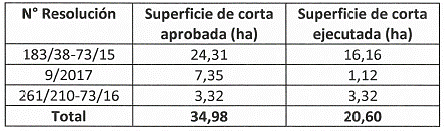 N° Resolución Superficie de corta aprobada (ha) Superficie de corta ejecutada (ha)
183/38-73/15 24,31 16,16
9/2017 7,35 1,12
261/210-73/16 3,32 3,32
Total 34,98 20,60